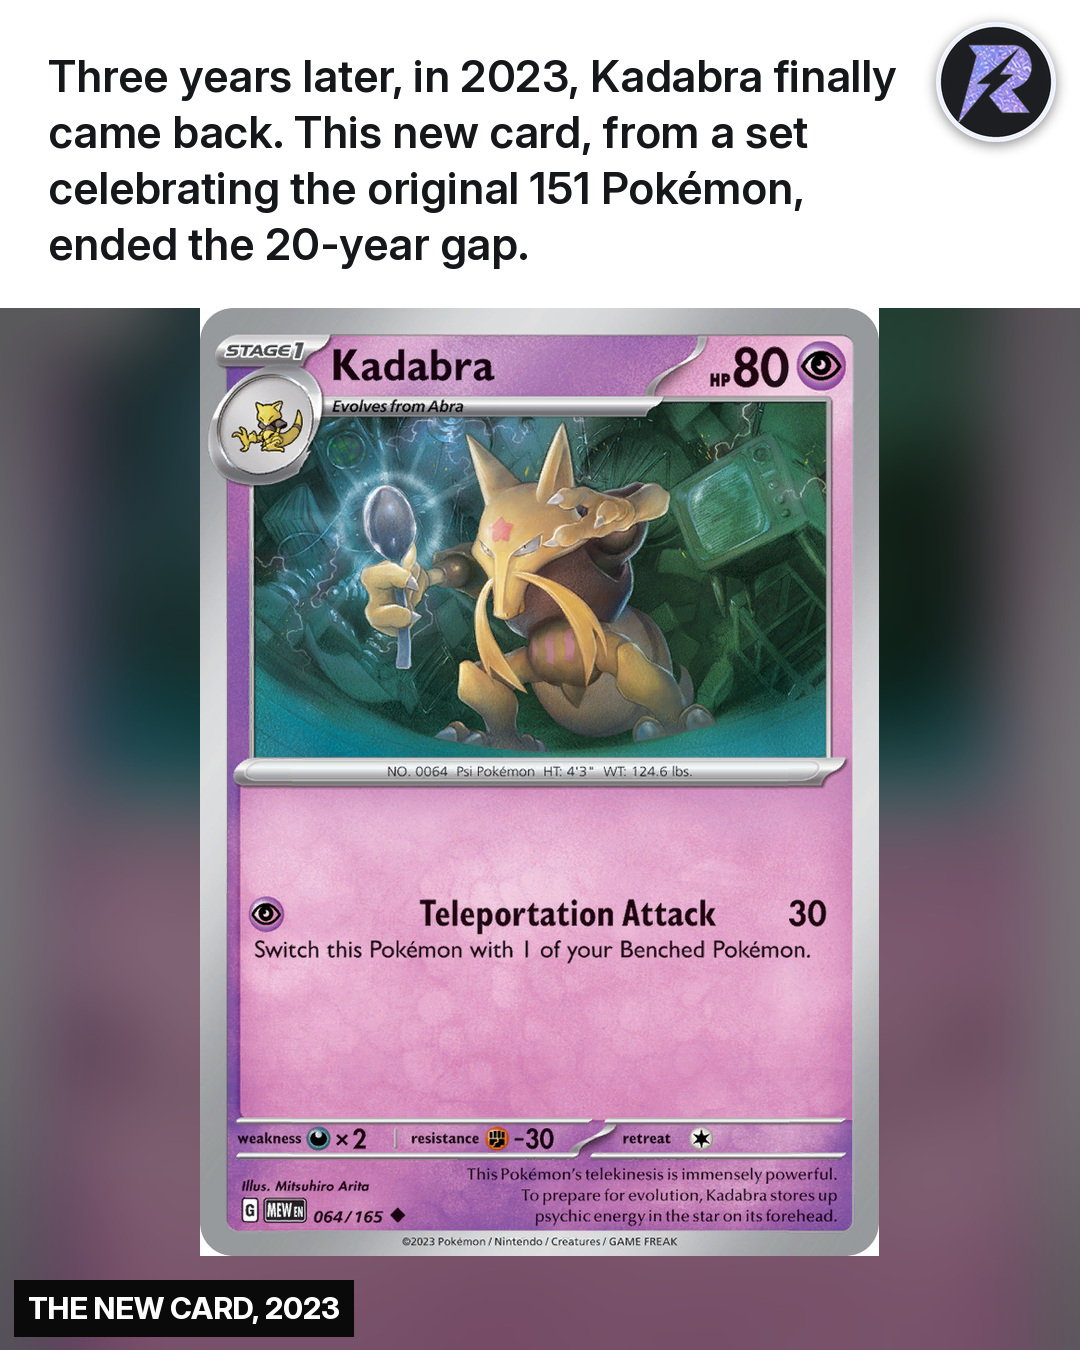 Three years later, in 2023, Kadabra finally
came back. This new card, from a set
celebrating the original 151 Pokémon,
ended the 20-year gap.
R
STAGE1
Kadabra
HP 80
Evolves from Abra
NO. 0064 Psi Pokémon HT: 4'3" WT: 124.6 lbs.
Teleportation Attack 30
Switch this Pokémon with 1 of your Benched Pokémon.
weakness ×2 resistance -30 retreat
This Pokémon's telekinesis is immensely powerful.
To prepare for evolution, Kadabra stores up
psychic energy in the star on its forehead.
Illus. Mitsuhiro Arita
G MEW EN 064/165
©2023 Pokémon / Nintendo / Creatures / GAME FREAK
THE NEW CARD, 2023